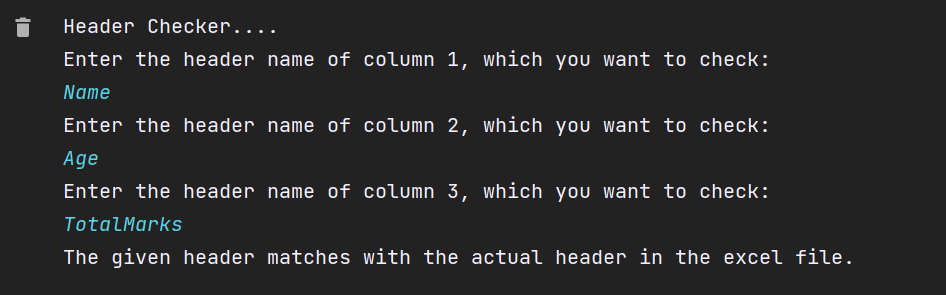 Header Checker....
Enter the header name of column 1, which you want to check:
Name
Enter the header name of column 2, which you want to check:
Age
Enter the header name of column 3, which you want to check:
TotalMarks
The given header matches with the actual header in the excel file.